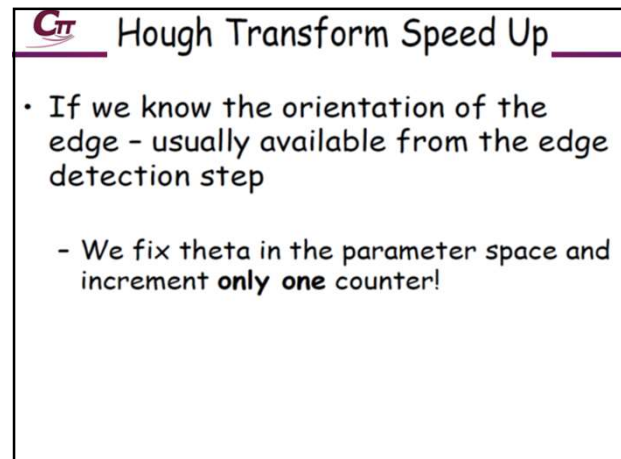 CTT
Hough Transform Speed Up
• If we know the orientation of the
edge – usually available from the edge
detection step
– We fix theta in the parameter space and
increment only one counter!